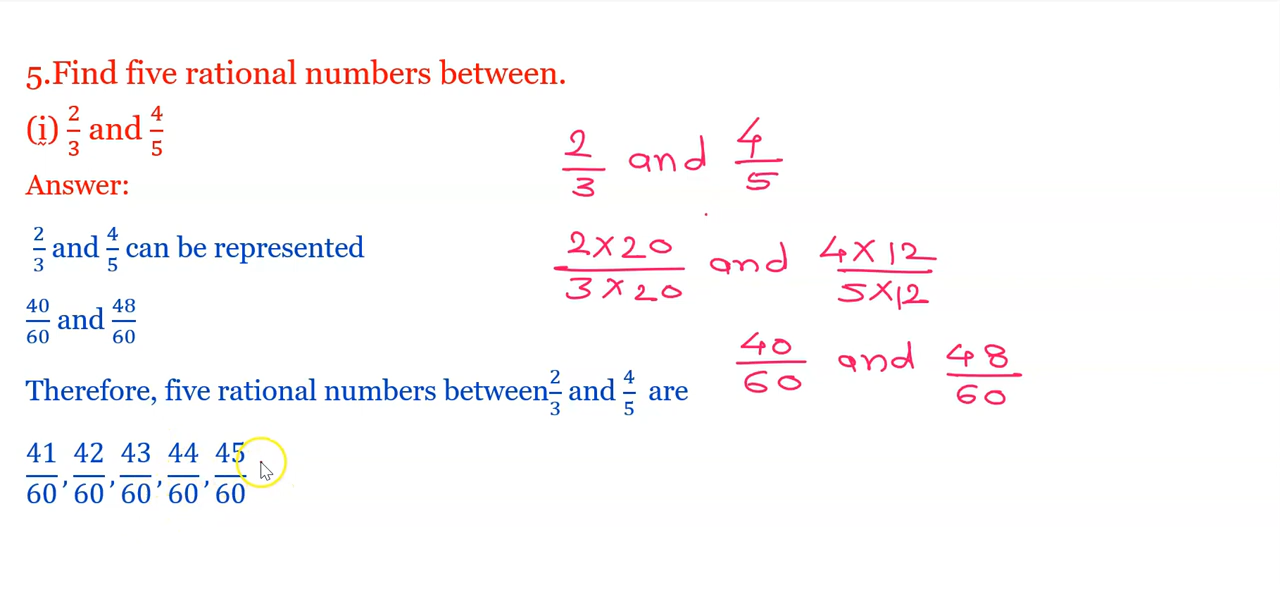 5.Find five rational numbers between.
(i) 2/3 and 4/5
Answer:
2/3 and 4/5 can be represented
40/60 and 48/60
Therefore, five rational numbers between 2/3 and 4/5 are
41/60, 42/60, 43/60, 44/60, 45/60
2/3 and 4/5
2×20/3×20 and 4×12/5×12
40/60 and 48/60